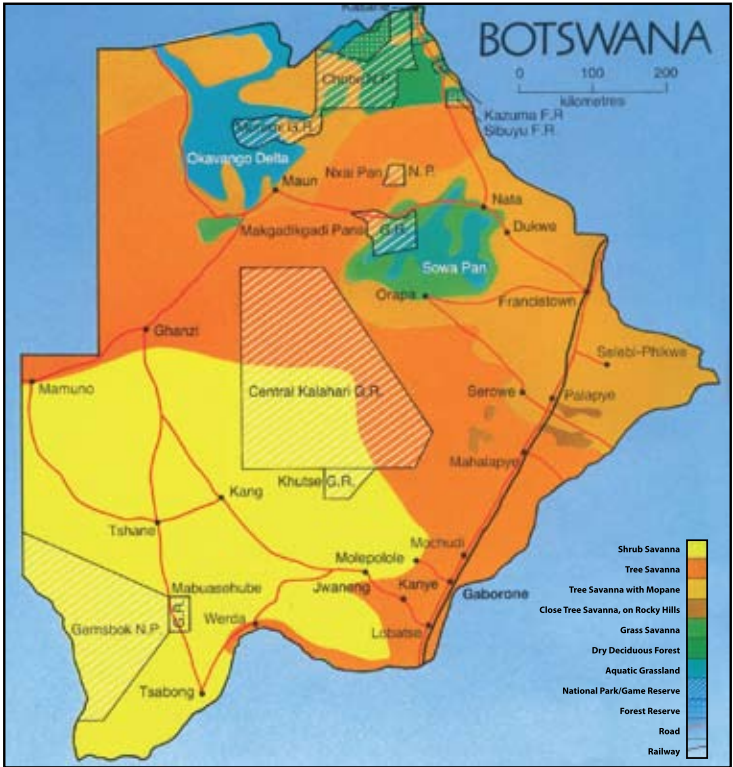 Kasane
BOTSWANA
0 100 200
kilometres
Chobe N.P.
Kazuma F.R
Sibuyu F.R.
Moremi G.R.
Okavango Delta
Nxai Pan N.P.
Maun
Nata
Makgadikgadi Pans G.R.
Dukwe
Sowa Pan
Orapa
Francistown
Ghanzi
Selebi-Phikwe
Mamuno
Central Kalahari G.R.
Serowe
Palapye
Mahalapye
Khutse G.R.
Kang
Tshane
Mochudi
Molepolole
Mabuasehube
G.R.
Jwaneng
Kanye
Gaborone
Gemsbok N.P.
Werda
Lobatse
Tsabong
Shrub Savanna
Tree Savanna
Tree Savanna with Mopane
Close Tree Savanna, on Rocky Hills
Grass Savanna
Dry Deciduous Forest
Aquatic Grassland
National Park/Game Reserve
Forest Reserve
Road
Railway